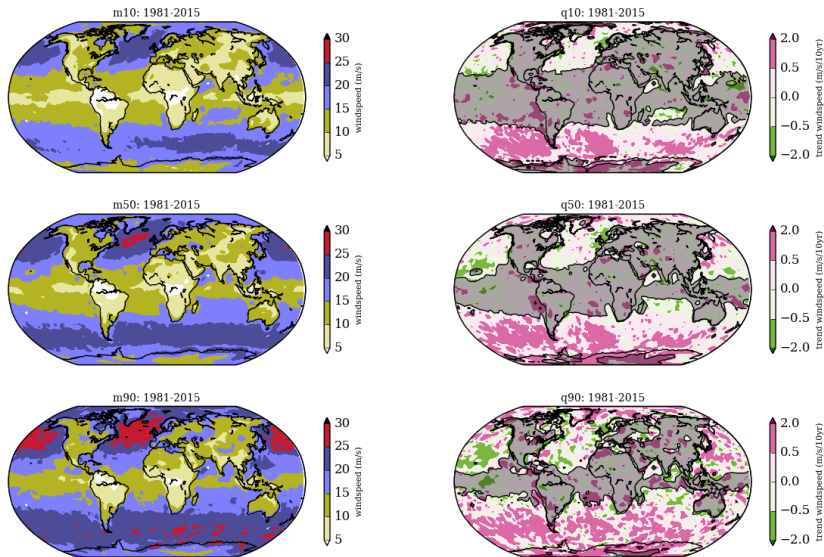 m10: 1981-2015
30
25
20
15
10
5
windspeed (m/s)
q10: 1981-2015
2.0
0.5
0.0
−0.5
−2.0
trend windspeed (m/s/10yr)
m50: 1981-2015
30
25
20
15
10
5
windspeed (m/s)
q50: 1981-2015
2.0
0.5
0.0
−0.5
−2.0
trend windspeed (m/s/10yr)
m90: 1981-2015
30
25
20
15
10
5
windspeed (m/s)
q90: 1981-2015
2.0
0.5
0.0
−0.5
−2.0
trend windspeed (m/s/10yr)